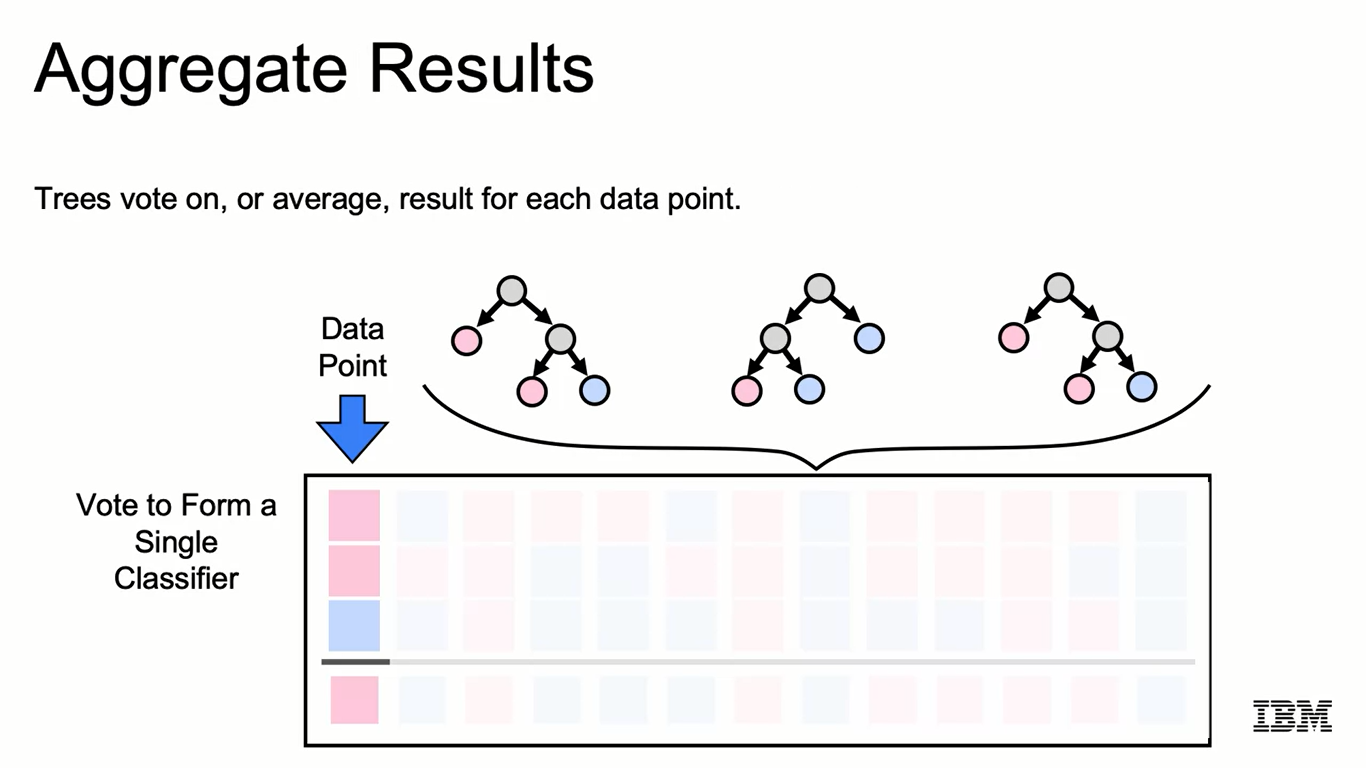 Aggregate Results
Trees vote on, or average, result for each data point.
Data
Point
Vote to Form a
Single
Classifier
IBM